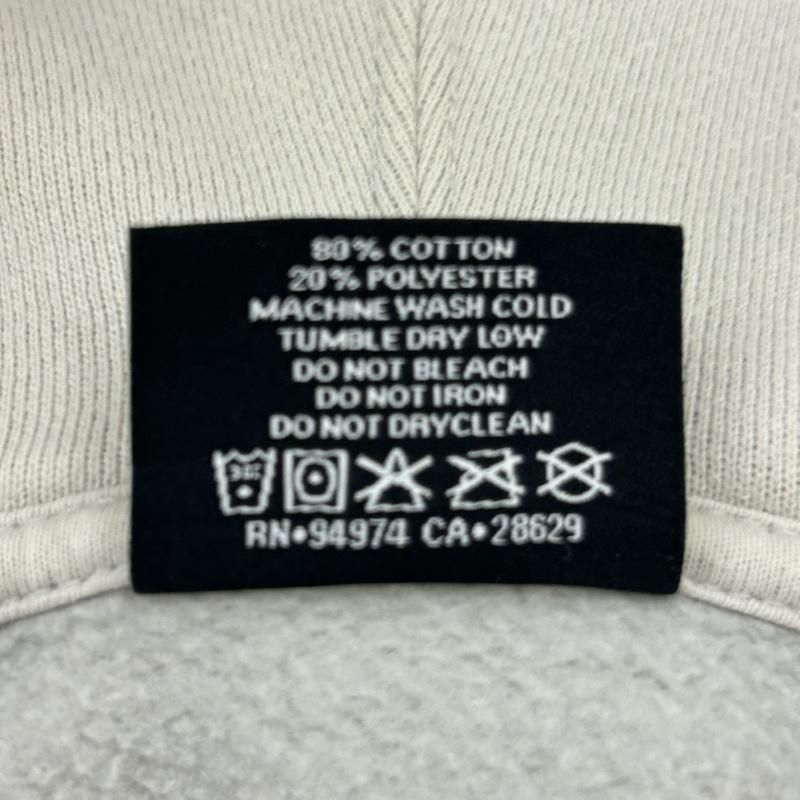 80% COTTON
20% POLYESTER
MACHINE WASH COLD
TUMBLE DRY LOW
DO NOT BLEACH
DO NOT IRON
DO NOT DRYCLEAN
RN•94974 CA•28629